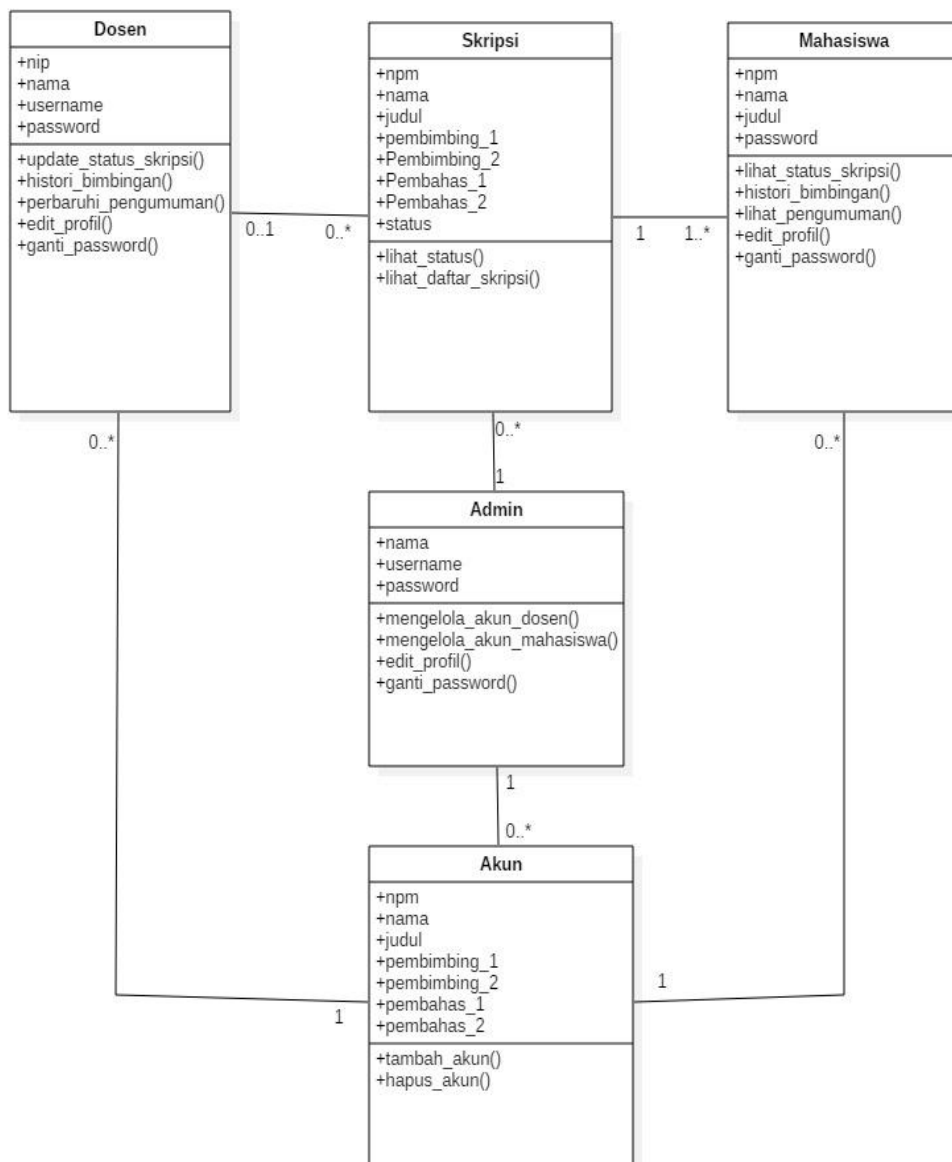 Dosen
+nip
+nama
+username
+password
+update_status_skripsi()
+histori_bimbingan()
+perbaruhi_pengumuman()
+edit_profil()
+ganti_password()
0..1
0..*
Skripsi
+npm
+nama
+judul
+pembimbing_1
+Pembimbing_2
+Pembahas_1
+Pembahas_2
+status
+lihat_status()
+lihat_daftar_skripsi()
1
1..*
Mahasiswa
+npm
+nama
+judul
+password
+lihat_status_skripsi()
+histori_bimbingan()
+lihat_pengumuman()
+edit_profil()
+ganti_password()
0..*
0..*
0..*
1
Admin
+nama
+username
+password
+mengelola_akun_dosen()
+mengelola_akun_mahasiswa()
+edit_profil()
+ganti_password()
1
0..*
Akun
+npm
+nama
+judul
+pembimbing_1
+pembimbing_2
+pembahas_1
+pembahas_2
+tambah_akun()
+hapus_akun()
1
1